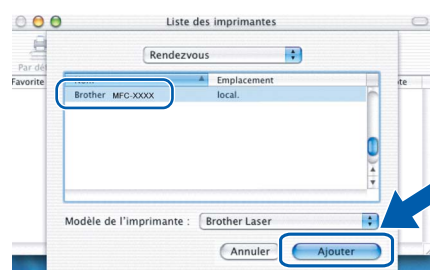 Liste des imprimantes
Rendezvous
Par dé
Favorite
Nom Emplacement
te
Brother MFC-XXXX local.
Modèle de l'imprimante : Brother Laser
Annuler Ajouter